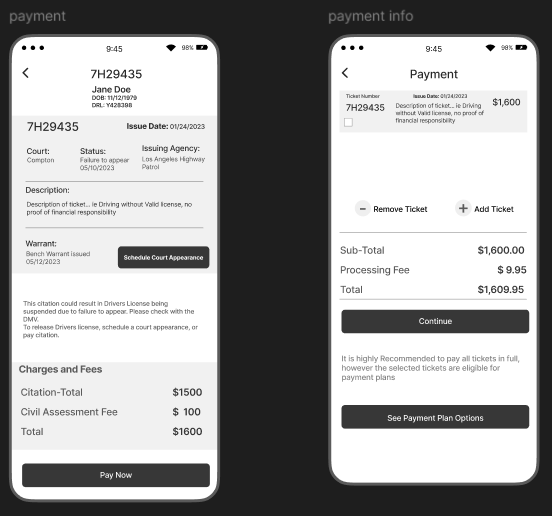 payment
9:45
98%
7H29435
Jane Doe
DOB: 11/12/1979
DRL: Y428398
7H29435
Issue Date: 01/24/2023
Court:
Compton
Status:
Failure to appear
05/10/2023
Issuing Agency:
Los Angeles Highway
Patrol
Description:
Description of ticket... ie Driving without Valid license, no
proof of financial responsibility
Warrant:
Bench Warrant issued
05/12/2023
Schedule Court Appearance
This citation could result in Drivers License being
suspended due to failure to appear. Please check with the
DMV.
To release Drivers license, schedule a court appearance, or
pay citation.
Charges and Fees
Citation-Total $1500
Civil Assessment Fee $ 100
Total $1600
Pay Now
payment info
9:45
98%
Payment
Ticket Number
7H29435
Issue Date: 01/24/2023
Description of ticket... ie Driving
without Valid license, no proof of
financial responsibility
$1,600
Remove Ticket
Add Ticket
Sub-Total $1,600.00
Processing Fee $ 9.95
Total $1,609.95
Continue
It is highly Recommended to pay all tickets in full,
however the selected tickets are eligible for
payment plans
See Payment Plan Options